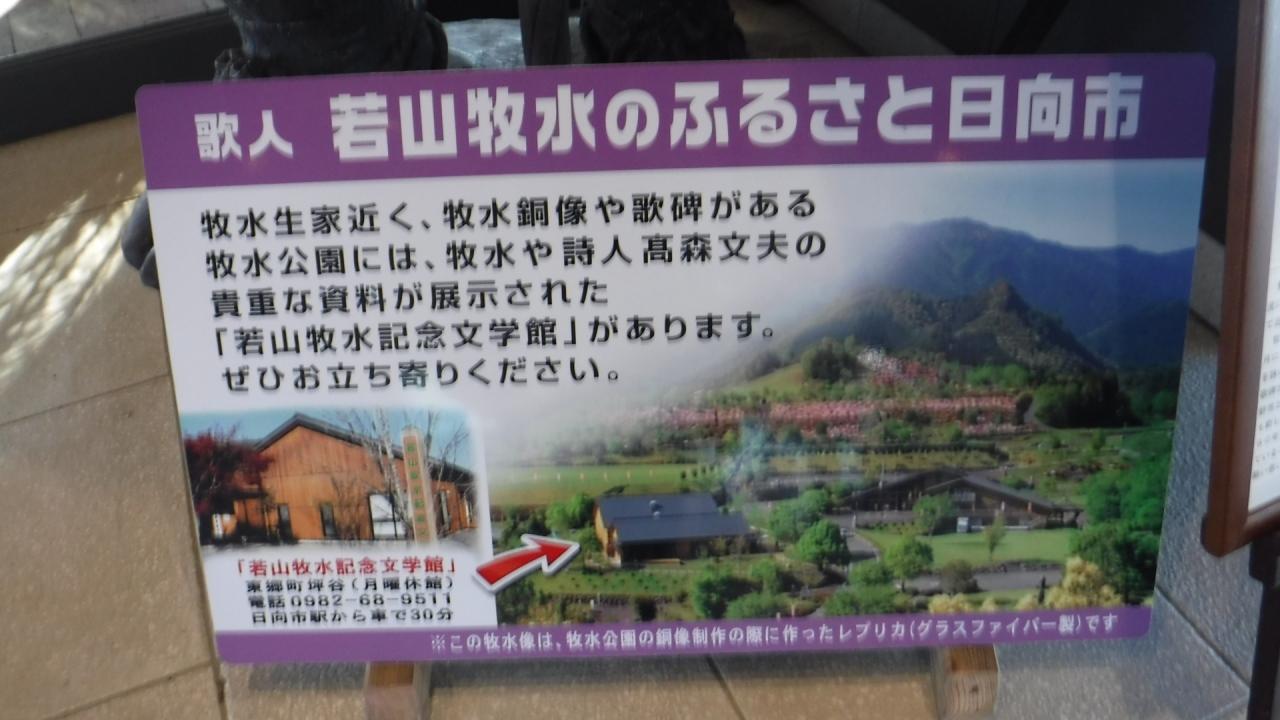 歌人 若山牧水のふるさと日向市
牧水生家近く、牧水銅像や歌碑がある
牧水公園には、牧水や詩人髙森文夫の
貴重な資料が展示された
「若山牧水記念文学館」があります。
ぜひお立ち寄りください。
「若山牧水記念文学館」
東郷町坪谷(月曜休館)
電話0982-68-9511
日向市駅から車で30分
※この牧水像は、牧水公園の銅像制作の際に作ったレプリカ(グラスファイバー製)です